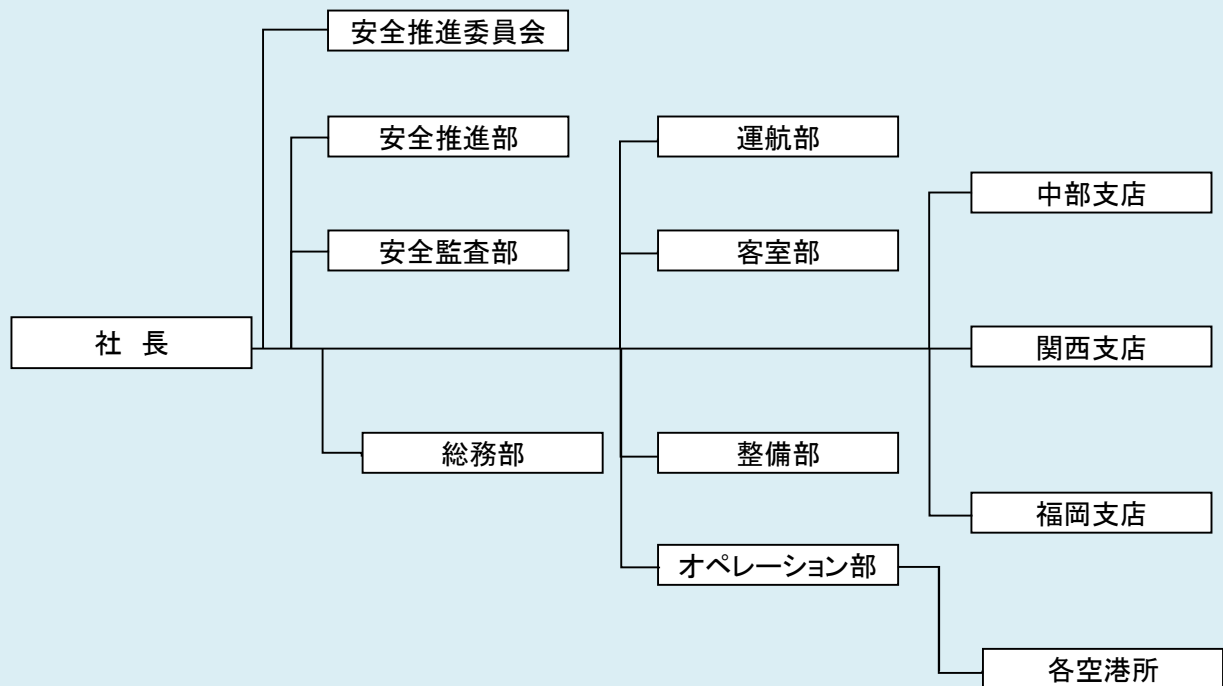 安全推進委員会
安全推進部
運航部
中部支店
安全監査部
客室部
社 長
関西支店
総務部
整備部
福岡支店
オペレーション部
各空港所